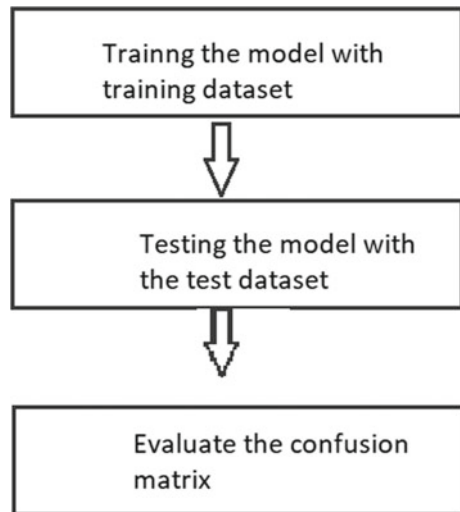 Trainng the model with
training dataset
Testing the model with
the test dataset
Evaluate the confusion
matrix